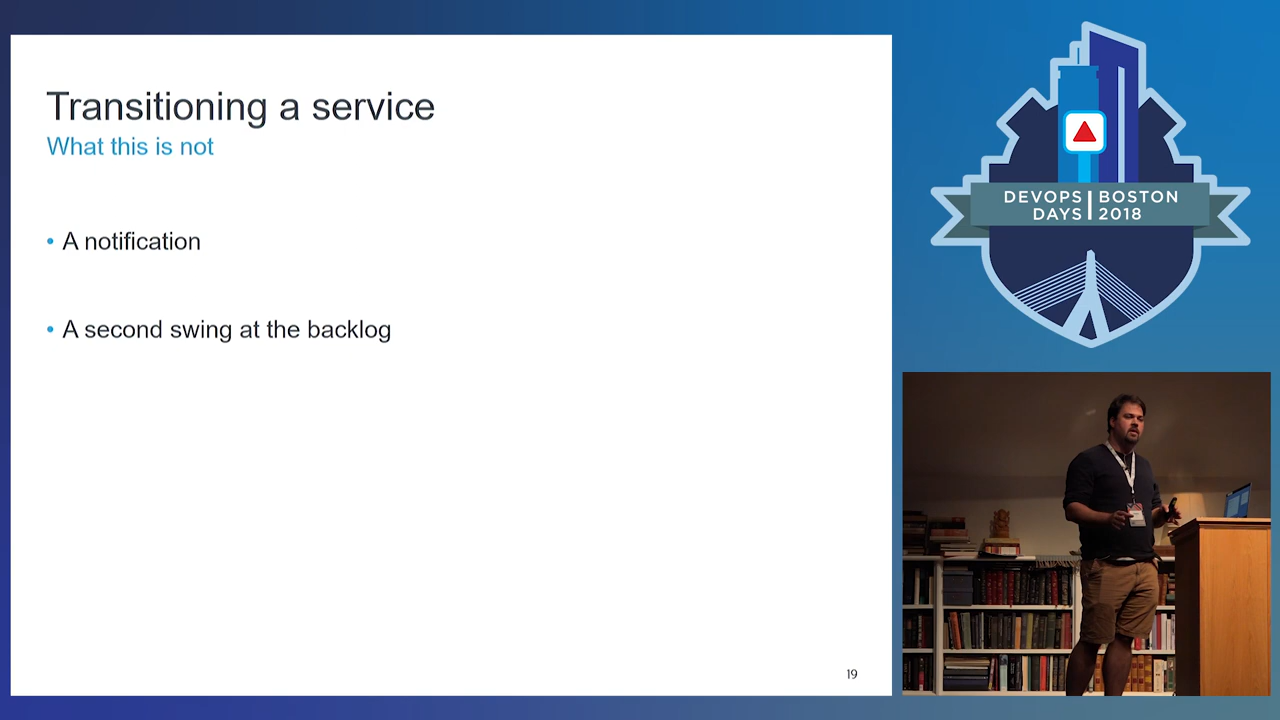 Transitioning a service
What this is not
• A notification
• A second swing at the backlog
19
DEVOPS | BOSTON
DAYS | 2018